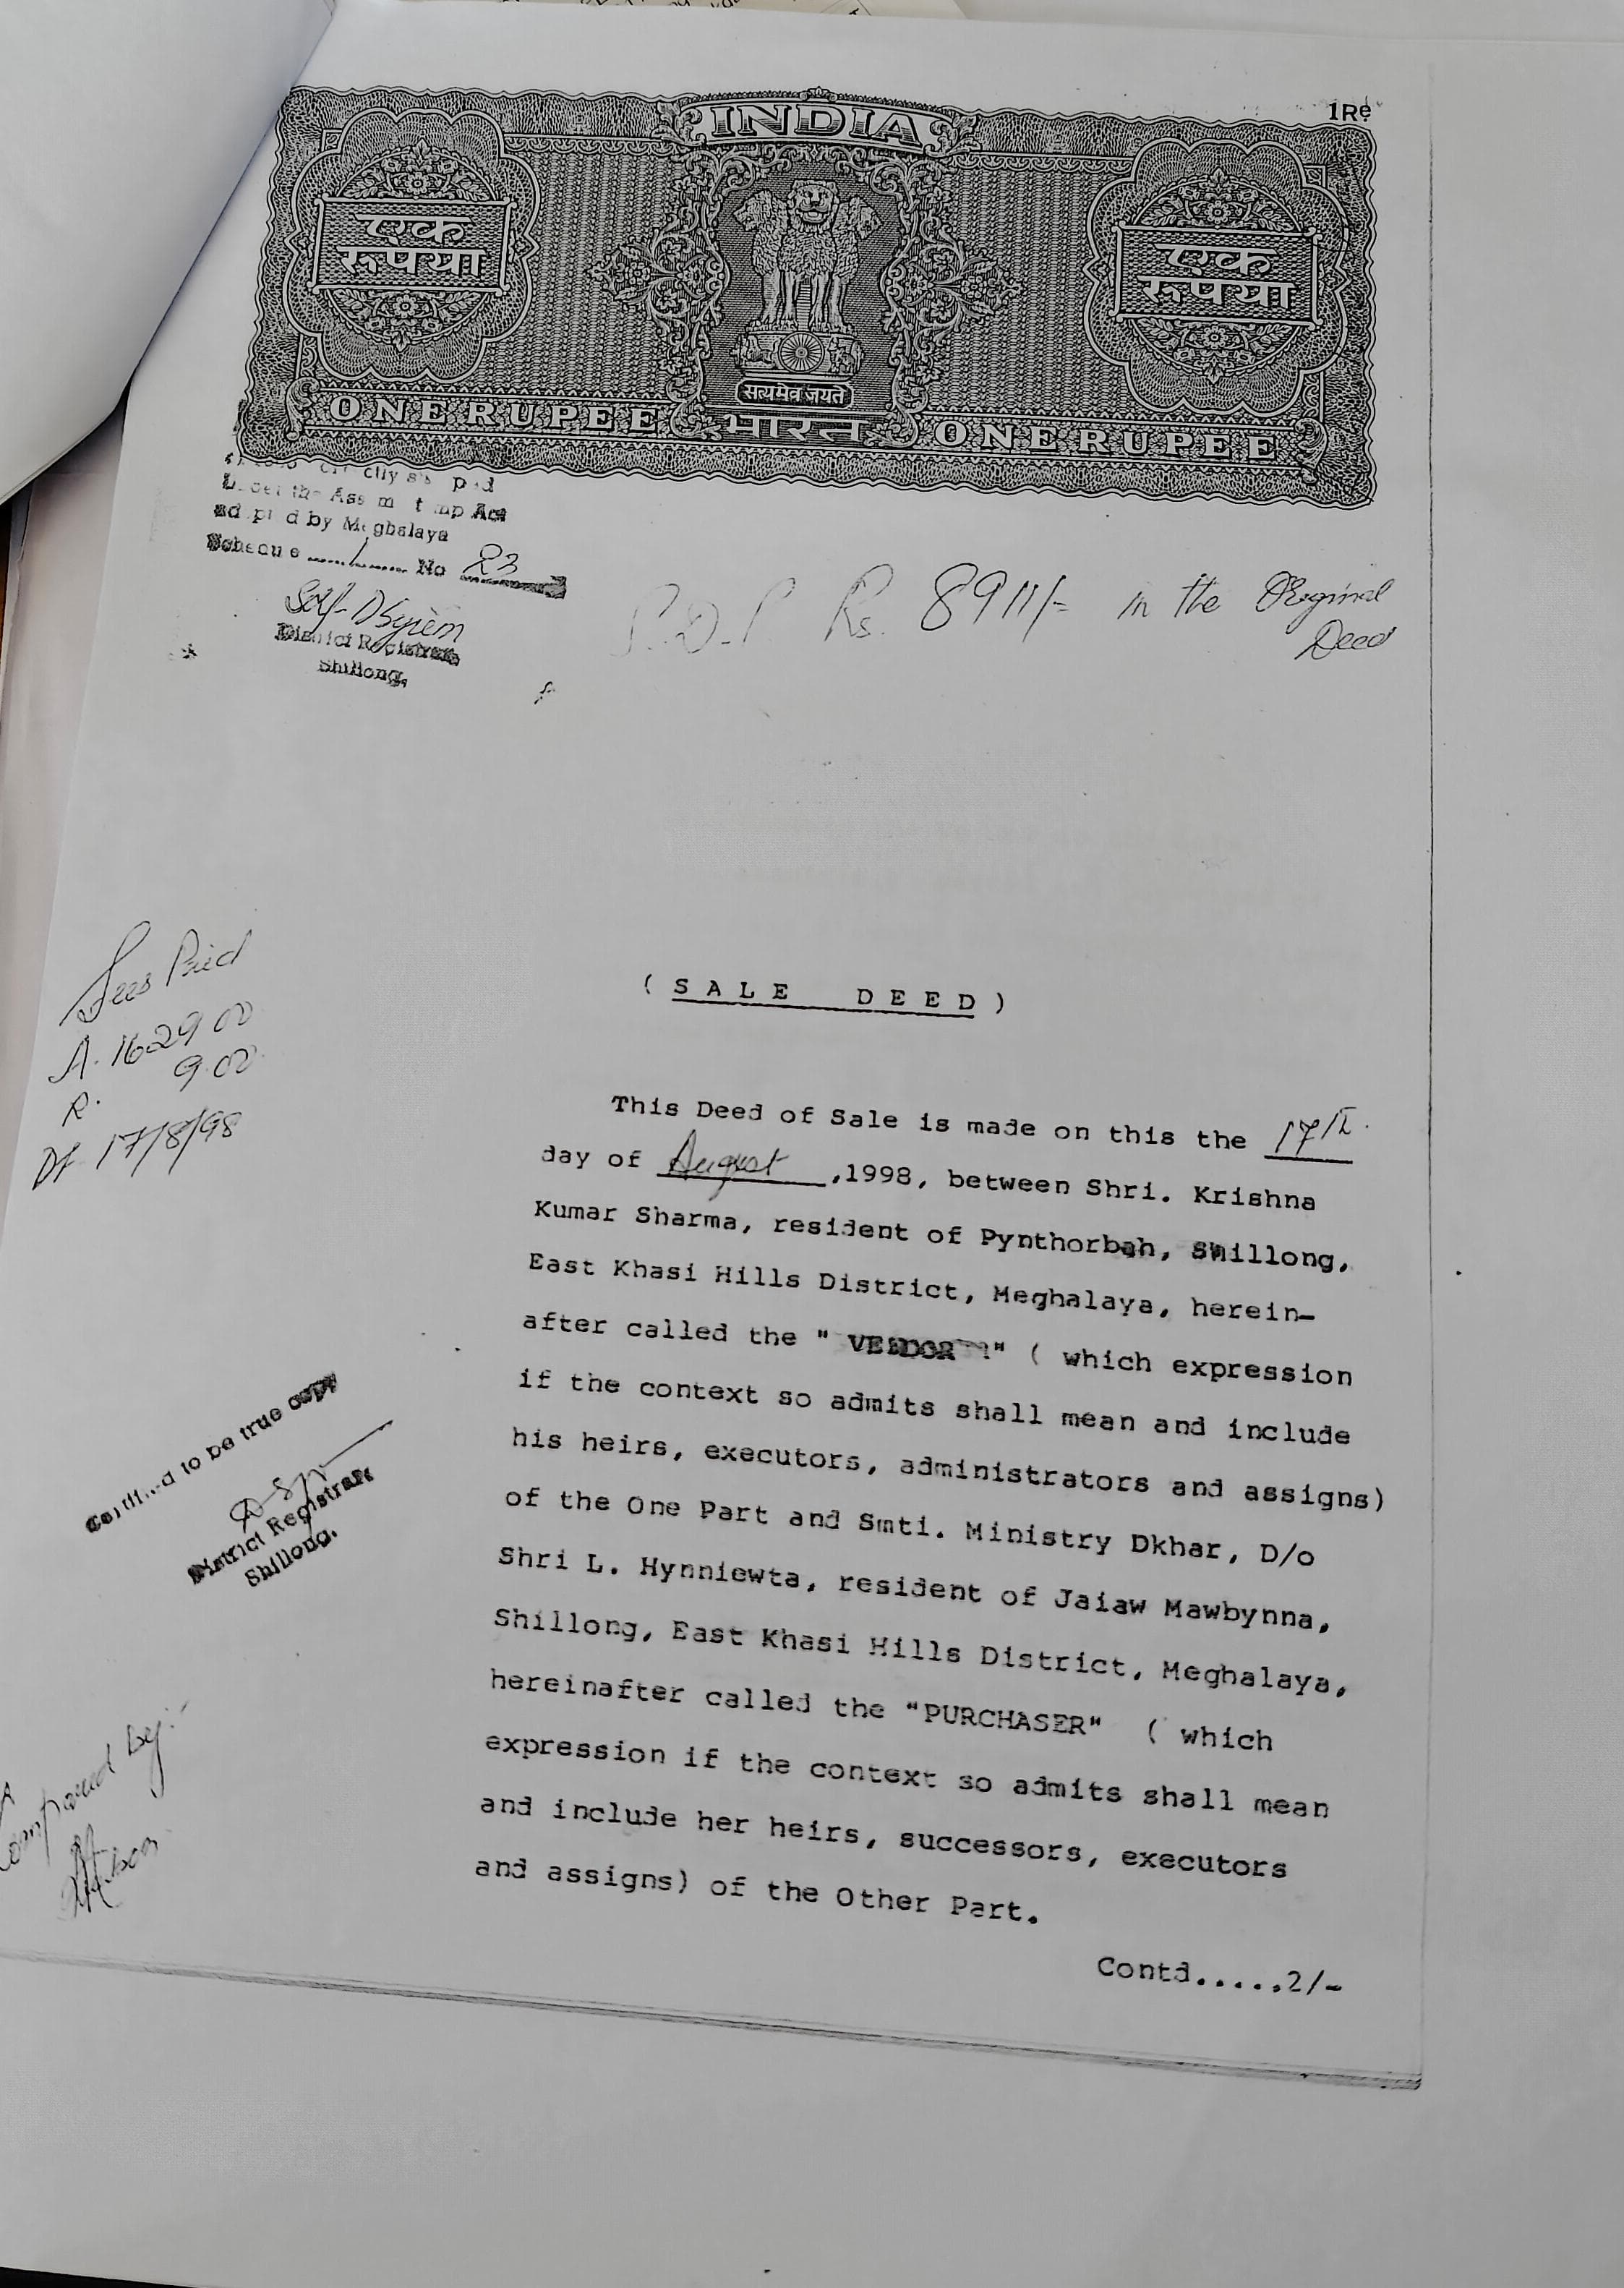 1Re
INDIA
एक
रूपया
एक
रूपया
सत्यमेव जयते
ONE RUPEE भारत ONE RUPEE
adpt d by Meghalaya
No 23
District Registrar
Shillong.
Rs. 8911/- in the Original
Deed
Fees Paid
A. 1629 00
R. 9.00
Dt 17/8/98
( SALE DEED )
This Deed of Sale is made on this the 17th
day of August ,1998, between Shri. Krishna
Kumar Sharma, resident of Pynthorbah, Shillong,
East Khasi Hills District, Meghalaya, herein-
after called the " VENDOR " ( which expression
if the context so admits shall mean and include
his heirs, executors, administrators and assigns)
of the One Part and Smti. Ministry Dkhar, D/o
Shri L. Hynniewta, resident of Jaiaw Mawbynna,
Shillong, East Khasi Hills District, Meghalaya,
hereinafter called the "PURCHASER" ( which
expression if the context so admits shall mean
and include her heirs, successors, executors
and assigns) of the Other Part.
Contd.....2/-
Certified to be true copy
District Registrar
Shillong.
Compared by:-